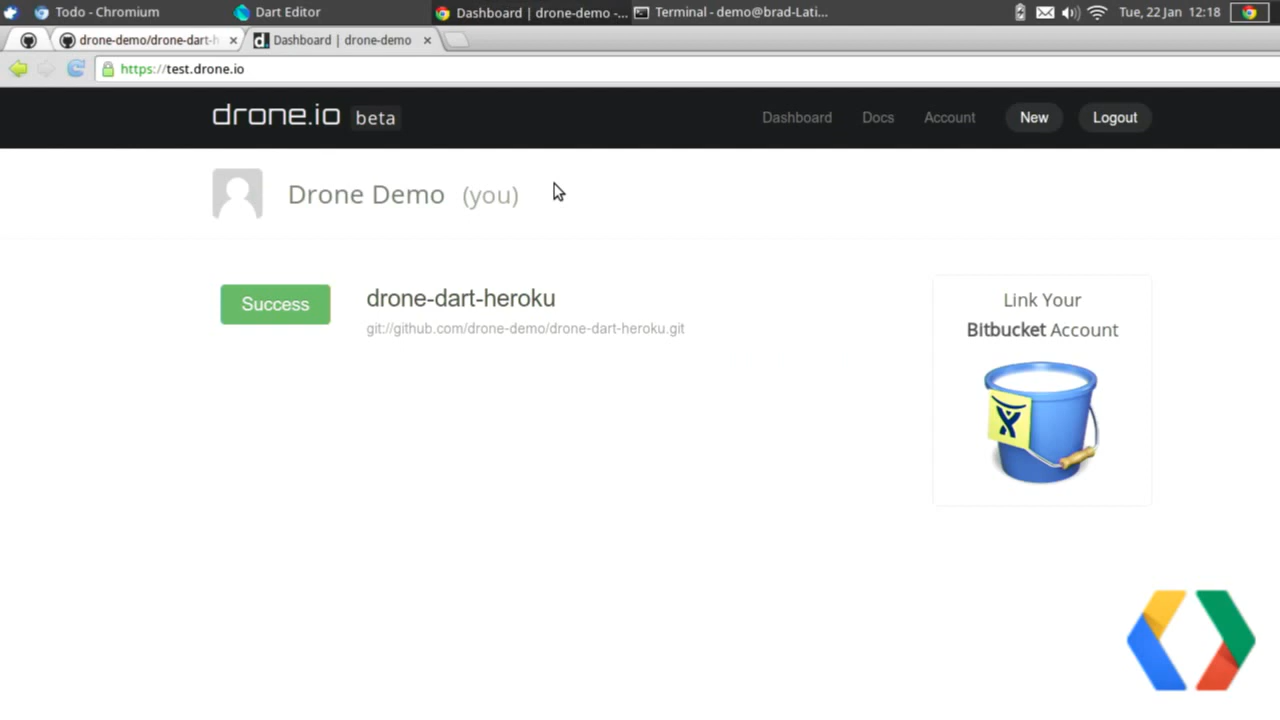 Todo - Chromium
Dart Editor
Dashboard | drone-demo -...
Terminal - demo@brad-Lati...
Tue, 22 Jan 12:18
drone-demo/drone-dart-h
Dashboard | drone-demo
https://test.drone.io
drone.io beta
Dashboard
Docs
Account
New
Logout
Drone Demo (you)
Success
drone-dart-heroku
git://github.com/drone-demo/drone-dart-heroku.git
Link Your
Bitbucket Account